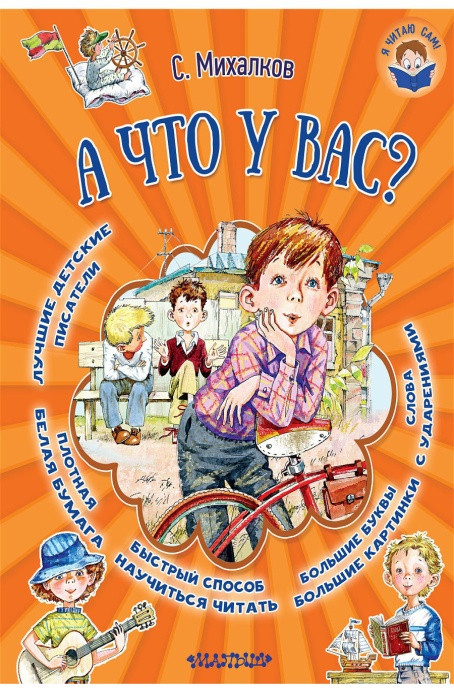 С. Михалков
Я ЧИТАЮ САМ!
А ЧТО У ВАС?
ЛУЧШИЕ ДЕТСКИЕ
ПИСАТЕЛИ
ПЛОТНАЯ
БЕЛАЯ БУМАГА
БЫСТРЫЙ СПОСОБ
НАУЧИТЬСЯ ЧИТАТЬ
БОЛЬШИЕ БУКВЫ
БОЛЬШИЕ КАРТИНКИ
СЛОВА
С УДАРЕНИЯМИ
МАЛЫШ